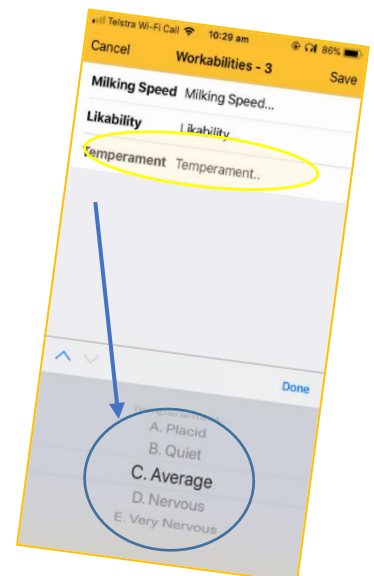 Telstra Wi-Fi Call 10:29 am 86%
Cancel Workabilities - 3 Save
Milking Speed Milking Speed...
Likability Likability..
Temperament Temperament..
Done
Temperament
A. Placid
B. Quiet
C. Average
D. Nervous
E. Very Nervous